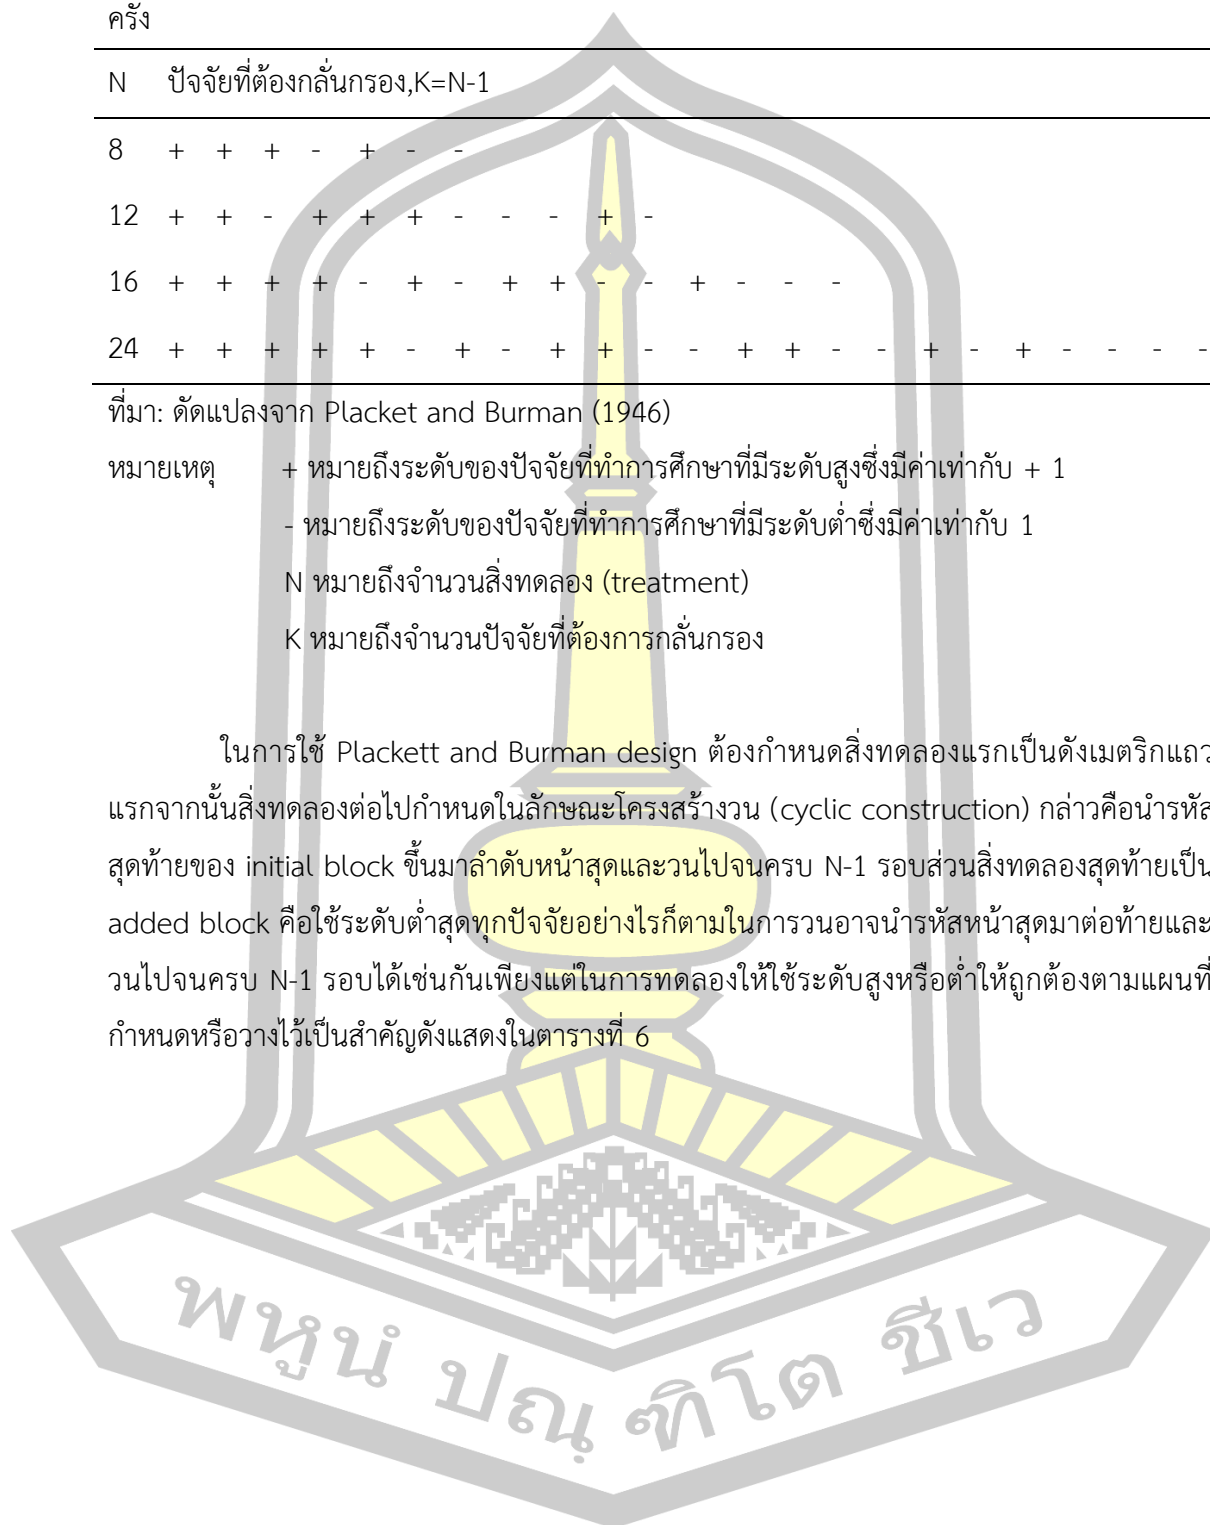 ครั้ง
N ปัจจัยที่ต้องกลั่นกรอง,K=N-1
8 + + + - + - -
12 + + - + + + - - - + -
16 + + + + - + - + + - - + - - -
24 + + + + + - + - + + - - + + - - + - + - - - -
ที่มา: ดัดแปลงจาก Placket and Burman (1946)
หมายเหตุ + หมายถึงระดับของปัจจัยที่ทำการศึกษาที่มีระดับสูงซึ่งมีค่าเท่ากับ + 1
- หมายถึงระดับของปัจจัยที่ทำการศึกษาที่มีระดับต่ำซึ่งมีค่าเท่ากับ 1
N หมายถึงจำนวนสิ่งทดลอง (treatment)
K หมายถึงจำนวนปัจจัยที่ต้องการกลั่นกรอง
ในการใช้ Plackett and Burman design ต้องกำหนดสิ่งทดลองแรกเป็นดังเมตริกแถว
แรกจากนั้นสิ่งทดลองต่อไปกำหนดในลักษณะโครงสร้างวน (cyclic construction) กล่าวคือนำรหัส
สุดท้ายของ initial block ขึ้นมาลำดับหน้าสุดและวนไปจนครบ N-1 รอบส่วนสิ่งทดลองสุดท้ายเป็น
added block คือใช้ระดับต่ำสุดทุกปัจจัยอย่างไรก็ตามในการวนอาจนำรหัสหน้าสุดมาต่อท้ายและ
วนไปจนครบ N-1 รอบได้เช่นกันเพียงแต่ในการทดลองให้ใช้ระดับสูงหรือต่ำให้ถูกต้องตามแผนที่
กำหนดหรือวางไว้เป็นสำคัญดังแสดงในตารางที่ 6
พหูนํ ปณฺฑิโต ชีเว